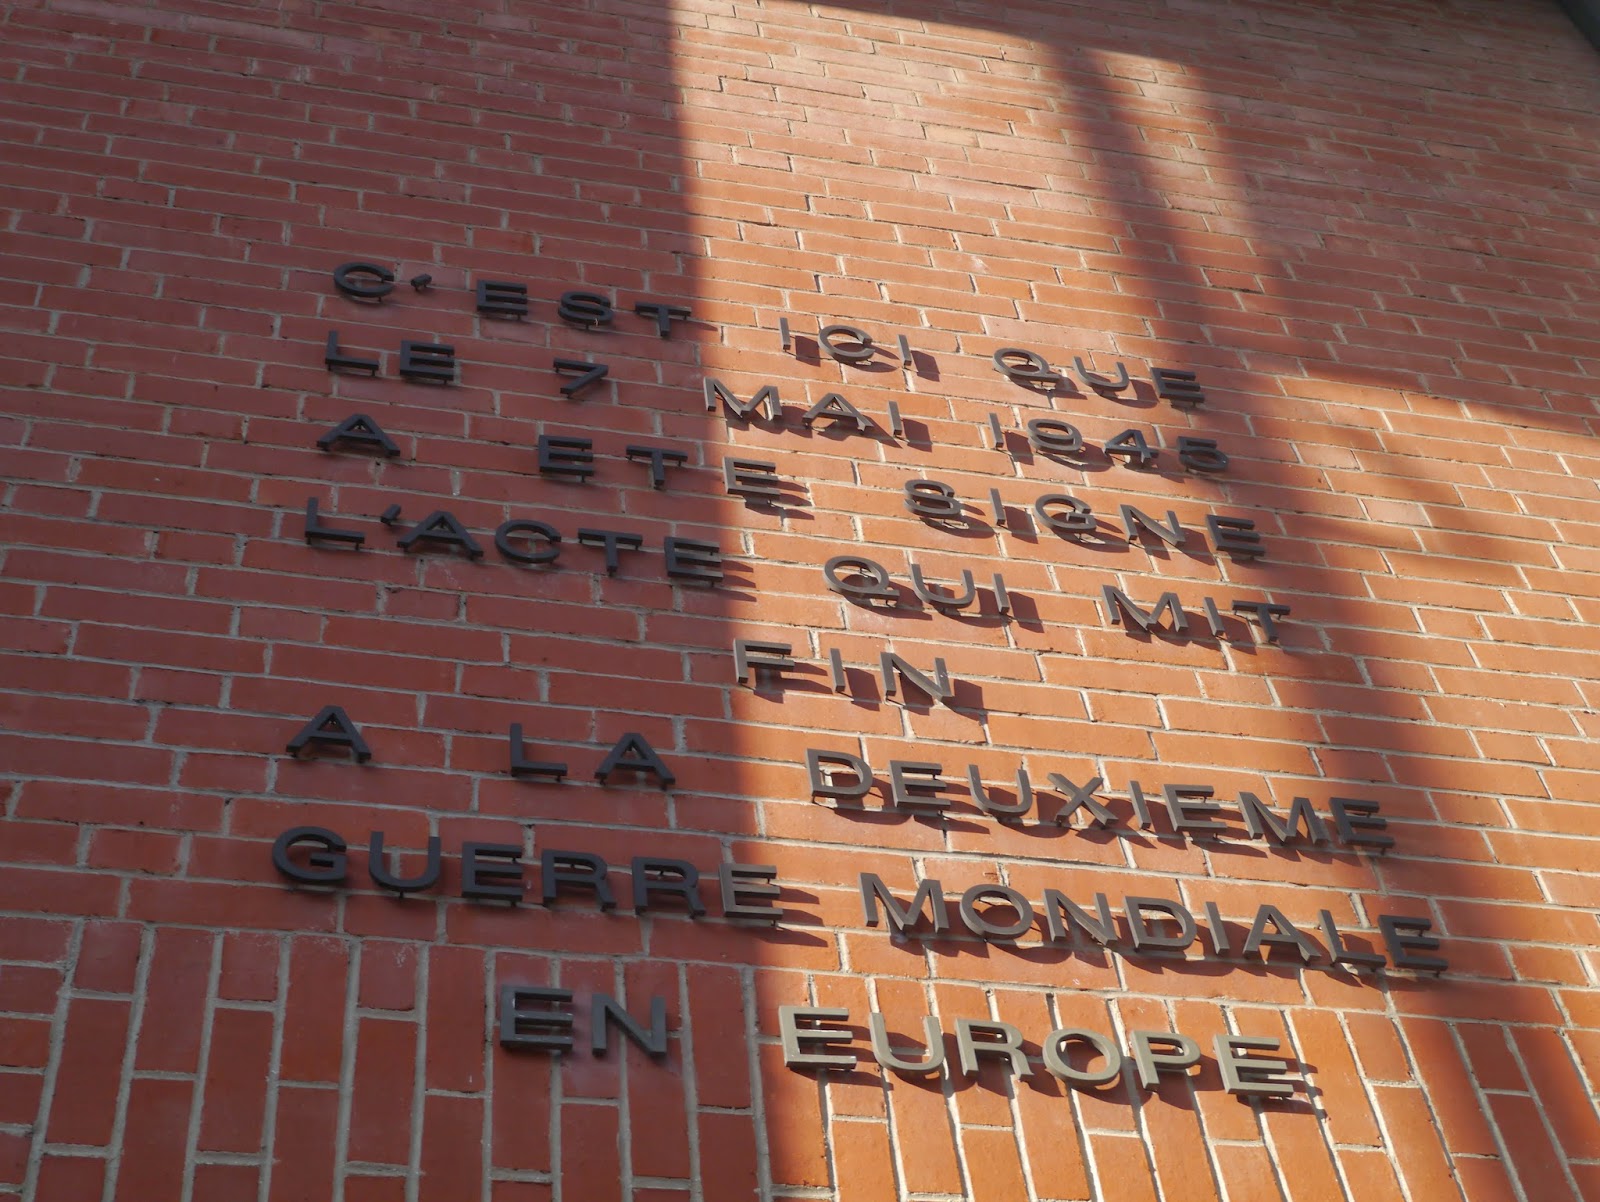 C'EST ICI QUE
LE 7 MAI 1945
A ETE SIGNE
L'ACTE QUI MIT
FIN
A LA DEUXIEME
GUERRE MONDIALE
EN EUROPE